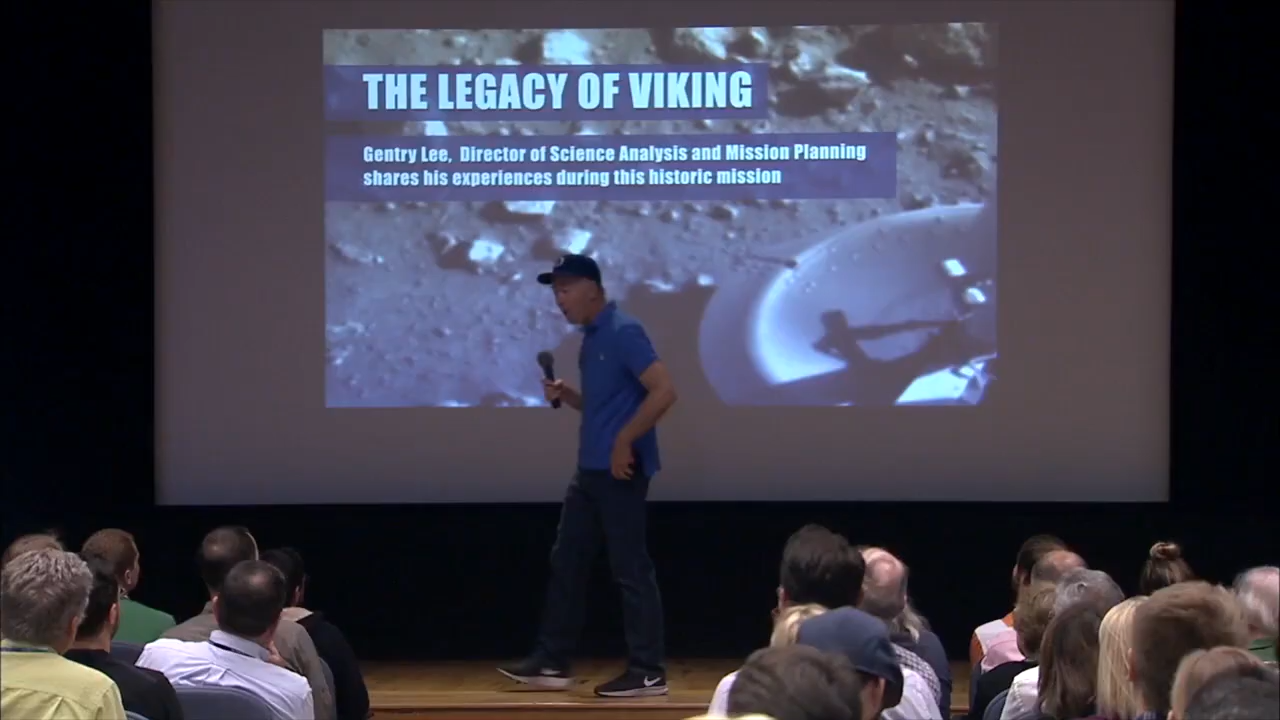 THE LEGACY OF VIKING
Gentry Lee, Director of Science Analysis and Mission Planning
shares his experiences during this historic mission